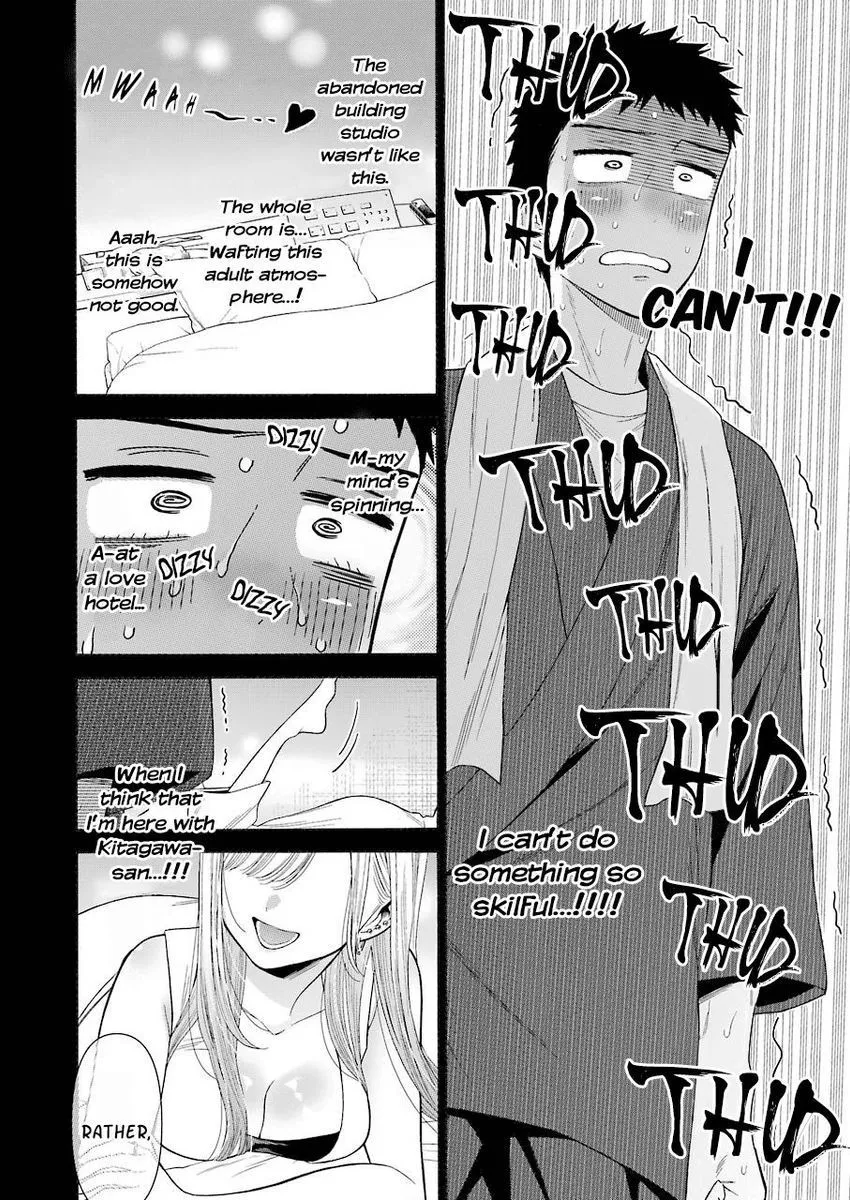 THUD
THUD
THUD
I
CAN'T!!!
THUD
THUD
THUD
I can't do
something so
skilful...!!!!
THUD
THUD
The
abandoned
building
studio
wasn't like
this.
MWAAH
The whole
room is...
Wafting this
adult atmos-
phere...!
Aaah,
this is
somehow
not good.
DIZZY
M-my
mind's
spinning...
A-at
a love
hotel...
DIZZY
DIZZY
When I
think that
I'm here with
Kitagawa-
san...!!!
RATHER,